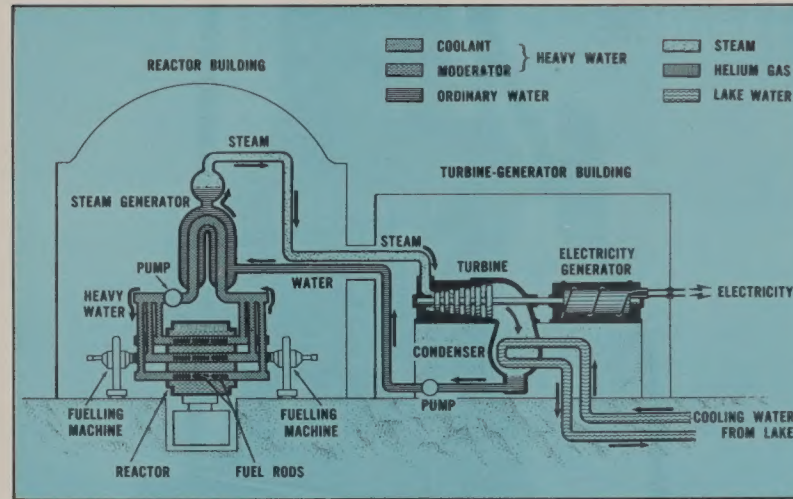 COOLANT
MODERATOR
HEAVY WATER
ORDINARY WATER
STEAM
HELIUM GAS
LAKE WATER
REACTOR BUILDING
STEAM
STEAM GENERATOR
TURBINE-GENERATOR BUILDING
STEAM
PUMP
WATER
HEAVY
WATER
TURBINE
ELECTRICITY
GENERATOR
ELECTRICITY
CONDENSER
PUMP
FUELLING
MACHINE
FUELLING
MACHINE
REACTOR
FUEL RODS
COOLING WATER
FROM LAKE